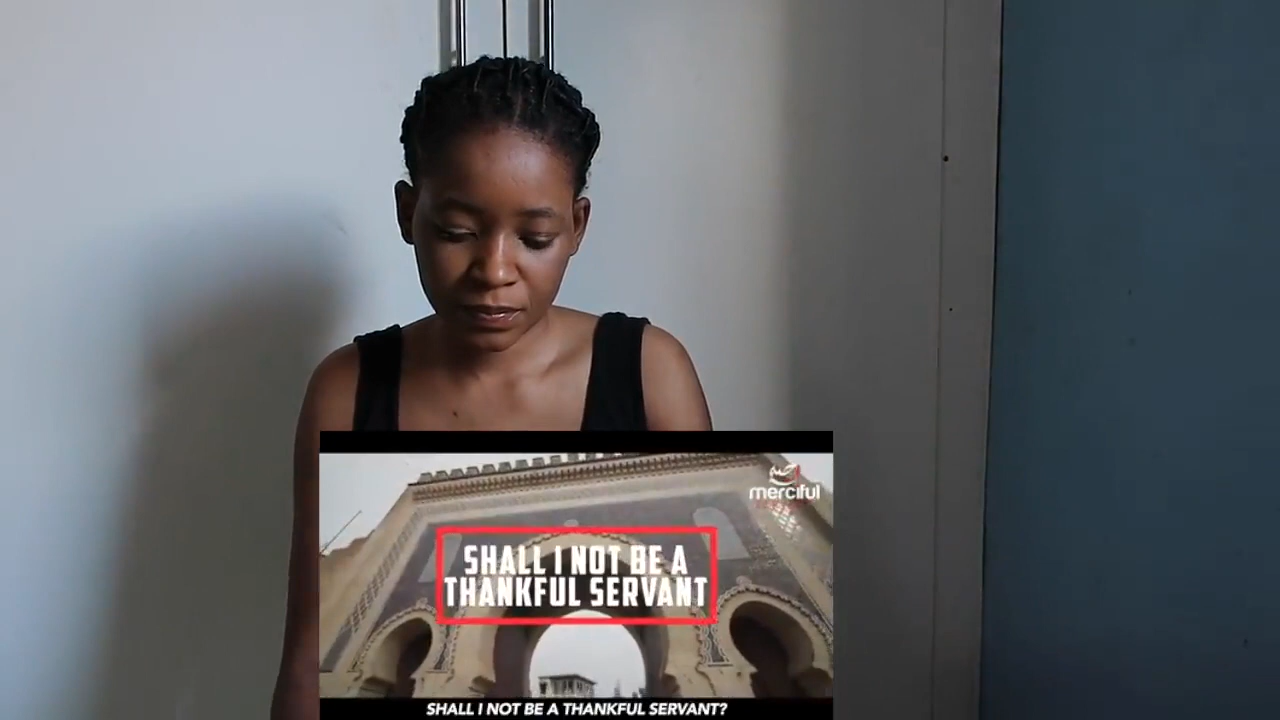 merciful
SHALL I NOT BE A
THANKFUL SERVANT
SHALL I NOT BE A THANKFUL SERVANT?